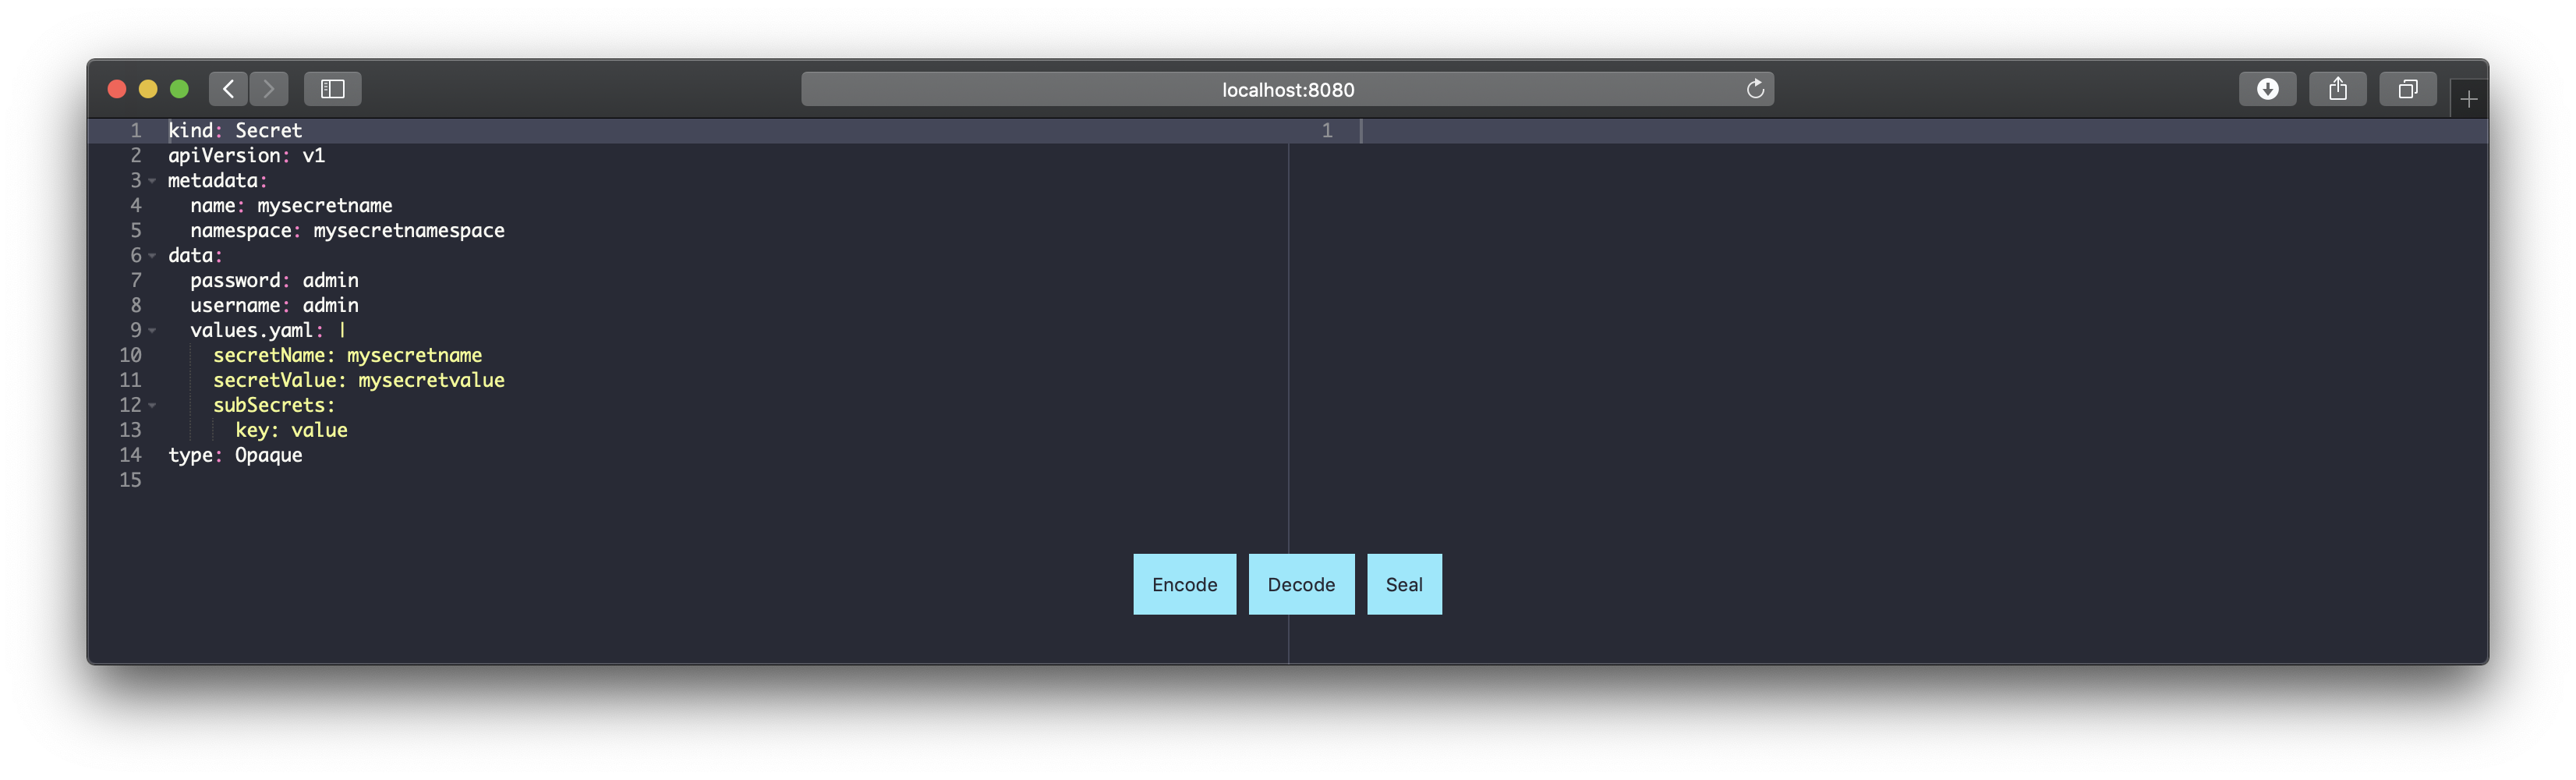 localhost:8080
1 kind: Secret
2 apiVersion: v1
3 metadata:
4   name: mysecretname
5   namespace: mysecretnamespace
6 data:
7   password: admin
8   username: admin
9   values.yaml: |
10     secretName: mysecretname
11     secretValue: mysecretvalue
12     subSecrets:
13       key: value
14 type: Opaque
15
1
Encode Decode Seal